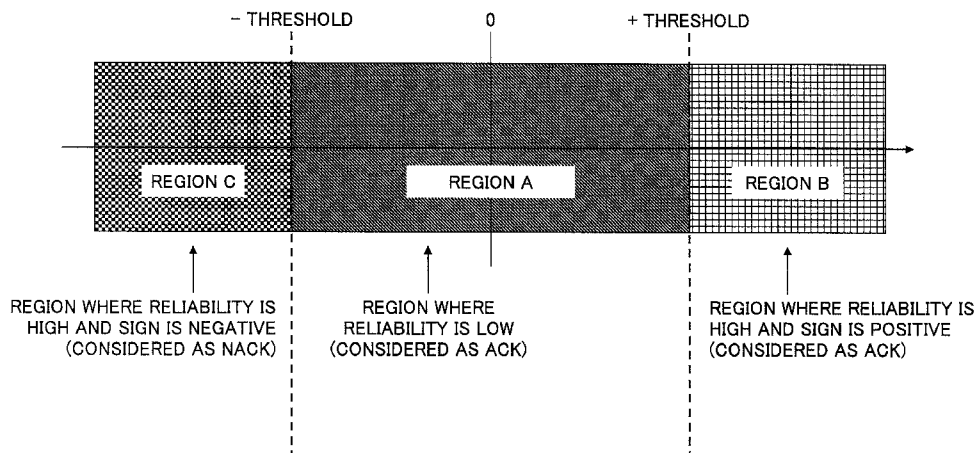 − THRESHOLD
0
+ THRESHOLD
REGION C
REGION A
REGION B
REGION WHERE RELIABILITY IS
HIGH AND SIGN IS NEGATIVE
(CONSIDERED AS NACK)
REGION WHERE
RELIABILITY IS LOW
(CONSIDERED AS ACK)
REGION WHERE RELIABILITY IS
HIGH AND SIGN IS POSITIVE
(CONSIDERED AS ACK)